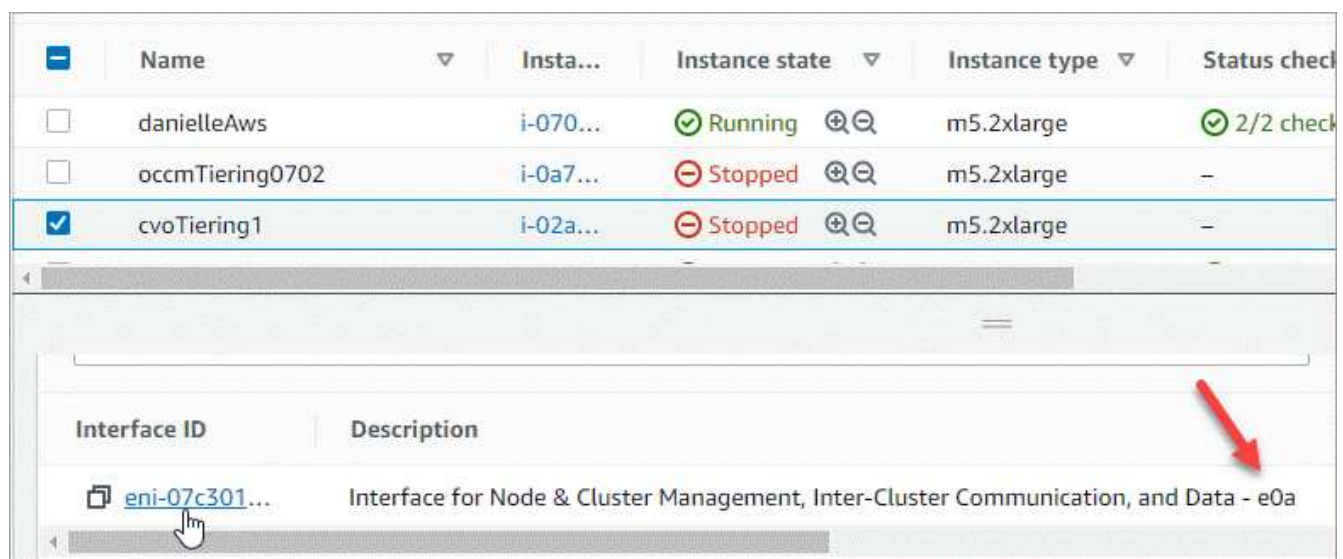 Name Insta... Instance state Instance type Status check
danielleAws i-070... Running m5.2xlarge 2/2 check
occmTiering0702 i-0a7... Stopped m5.2xlarge –
cvoTiering1 i-02a... Stopped m5.2xlarge –
Interface ID Description
eni-07c301... Interface for Node & Cluster Management, Inter-Cluster Communication, and Data - e0a